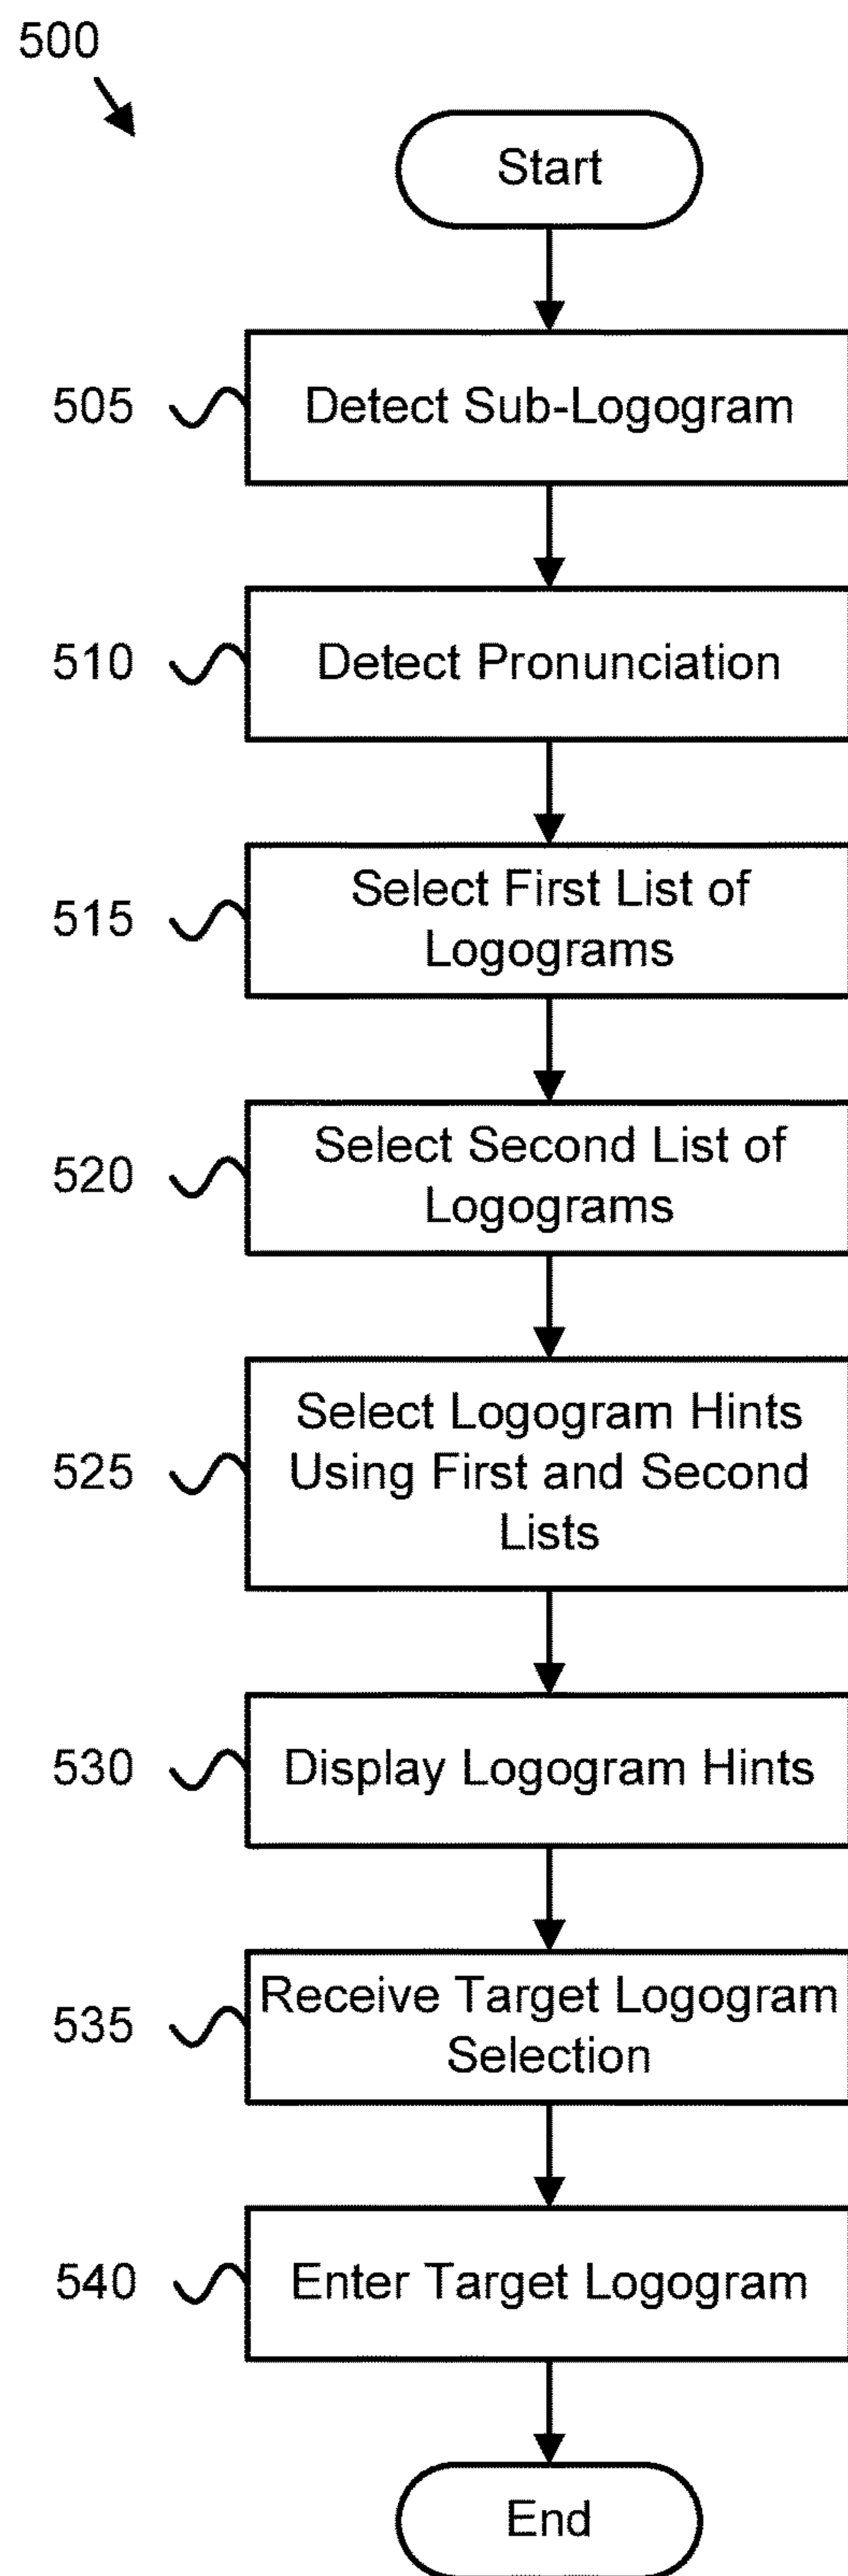 500
Start
505
Detect Sub-Logogram
510
Detect Pronunciation
515
Select First List of
Logograms
520
Select Second List of
Logograms
525
Select Logogram Hints
Using First and Second
Lists
530
Display Logogram Hints
535
Receive Target Logogram
Selection
540
Enter Target Logogram
End